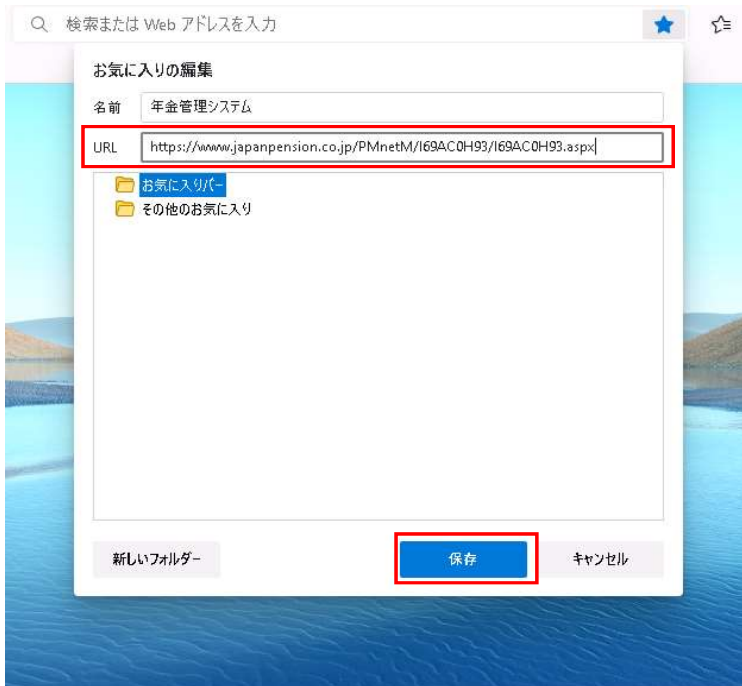 検索または Web アドレスを入力
お気に入りの編集
名前 年金管理システム
URL https://www.japanpension.co.jp/PMnetM/I69AC0H93/I69AC0H93.aspx
お気に入りバー
その他のお気に入り
新しいフォルダー 保存 キャンセル